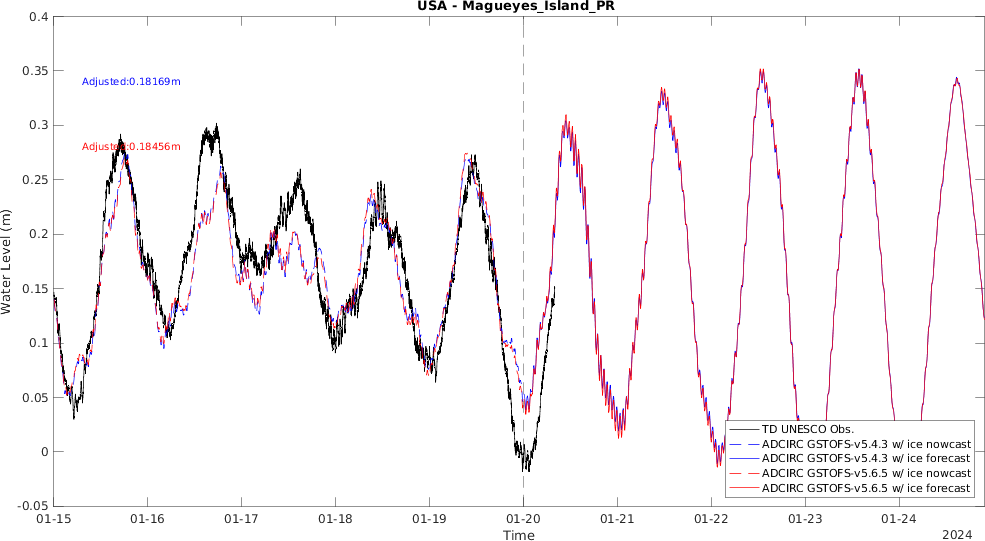 USA - Magueyes_Island_PR
0.4
0.35
0.3
0.25
0.2
0.15
0.1
0.05
0
-0.05
Water Level (m)
Adjusted:0.18169m
Adjusted:0.18456m
TD UNESCO Obs.
ADCIRC GSTOFS-v5.4.3 w/ ice nowcast
ADCIRC GSTOFS-v5.4.3 w/ ice forecast
ADCIRC GSTOFS-v5.6.5 w/ ice nowcast
ADCIRC GSTOFS-v5.6.5 w/ ice forecast
01-15 01-16 01-17 01-18 01-19 01-20 01-21 01-22 01-23 01-24
Time
2024